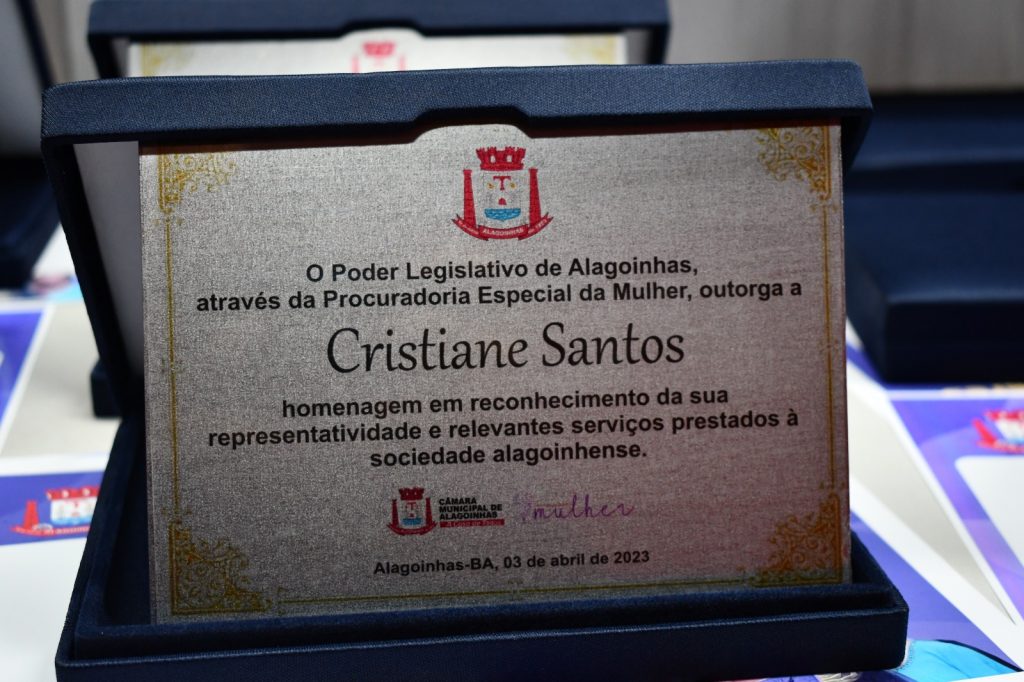 ALAGOINHAS
O Poder Legislativo de Alagoinhas,
através da Procuradoria Especial da Mulher, outorga a
Cristiane Santos
homenagem em reconhecimento da sua
representatividade e relevantes serviços prestados à
sociedade alagoinhense.
CÂMARA
MUNICIPAL DE
ALAGOINHAS
mulher
Alagoinhas-BA, 03 de abril de 2023